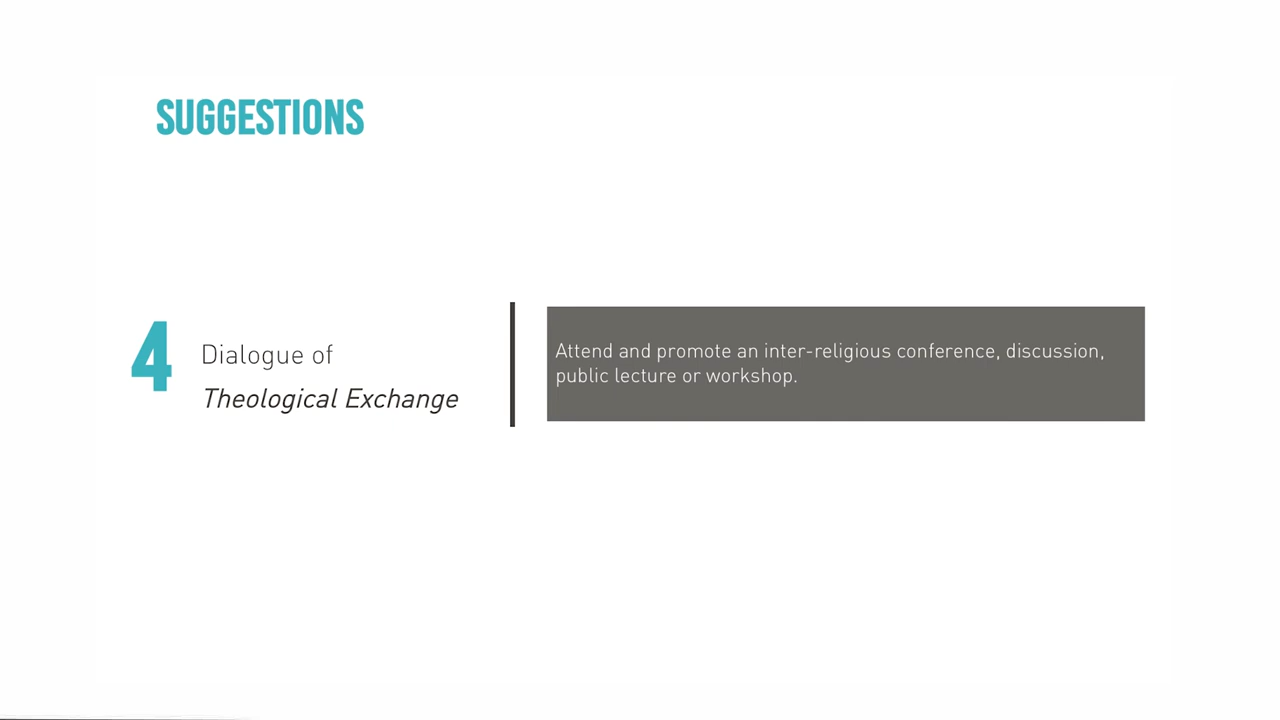 SUGGESTIONS
4
Dialogue of
Theological Exchange
Attend and promote an inter-religious conference, discussion,
public lecture or workshop.